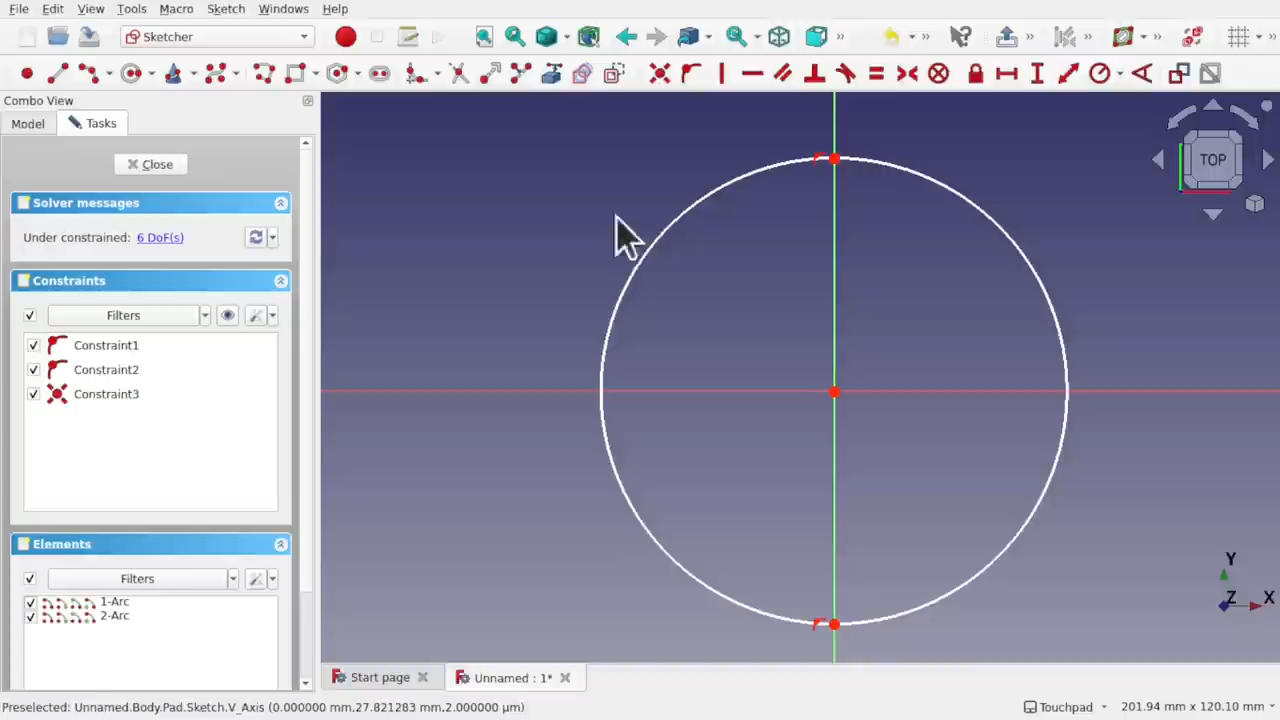 File Edit View Tools Macro Sketch Windows Help
Sketcher
Combo View
Model Tasks
Close
Solver messages
Under constrained: 6 DoF(s)
Constraints
Filters
Constraint1
Constraint2
Constraint3
Elements
Filters
1-Arc
2-Arc
TOP
Y
Z X
Start page Unnamed : 1*
Preselected: Unnamed.Body.Pad.Sketch.V_Axis (0.000000 mm,27.821283 mm,2.000000 µm) Touchpad 201.94 mm x 120.10 mm